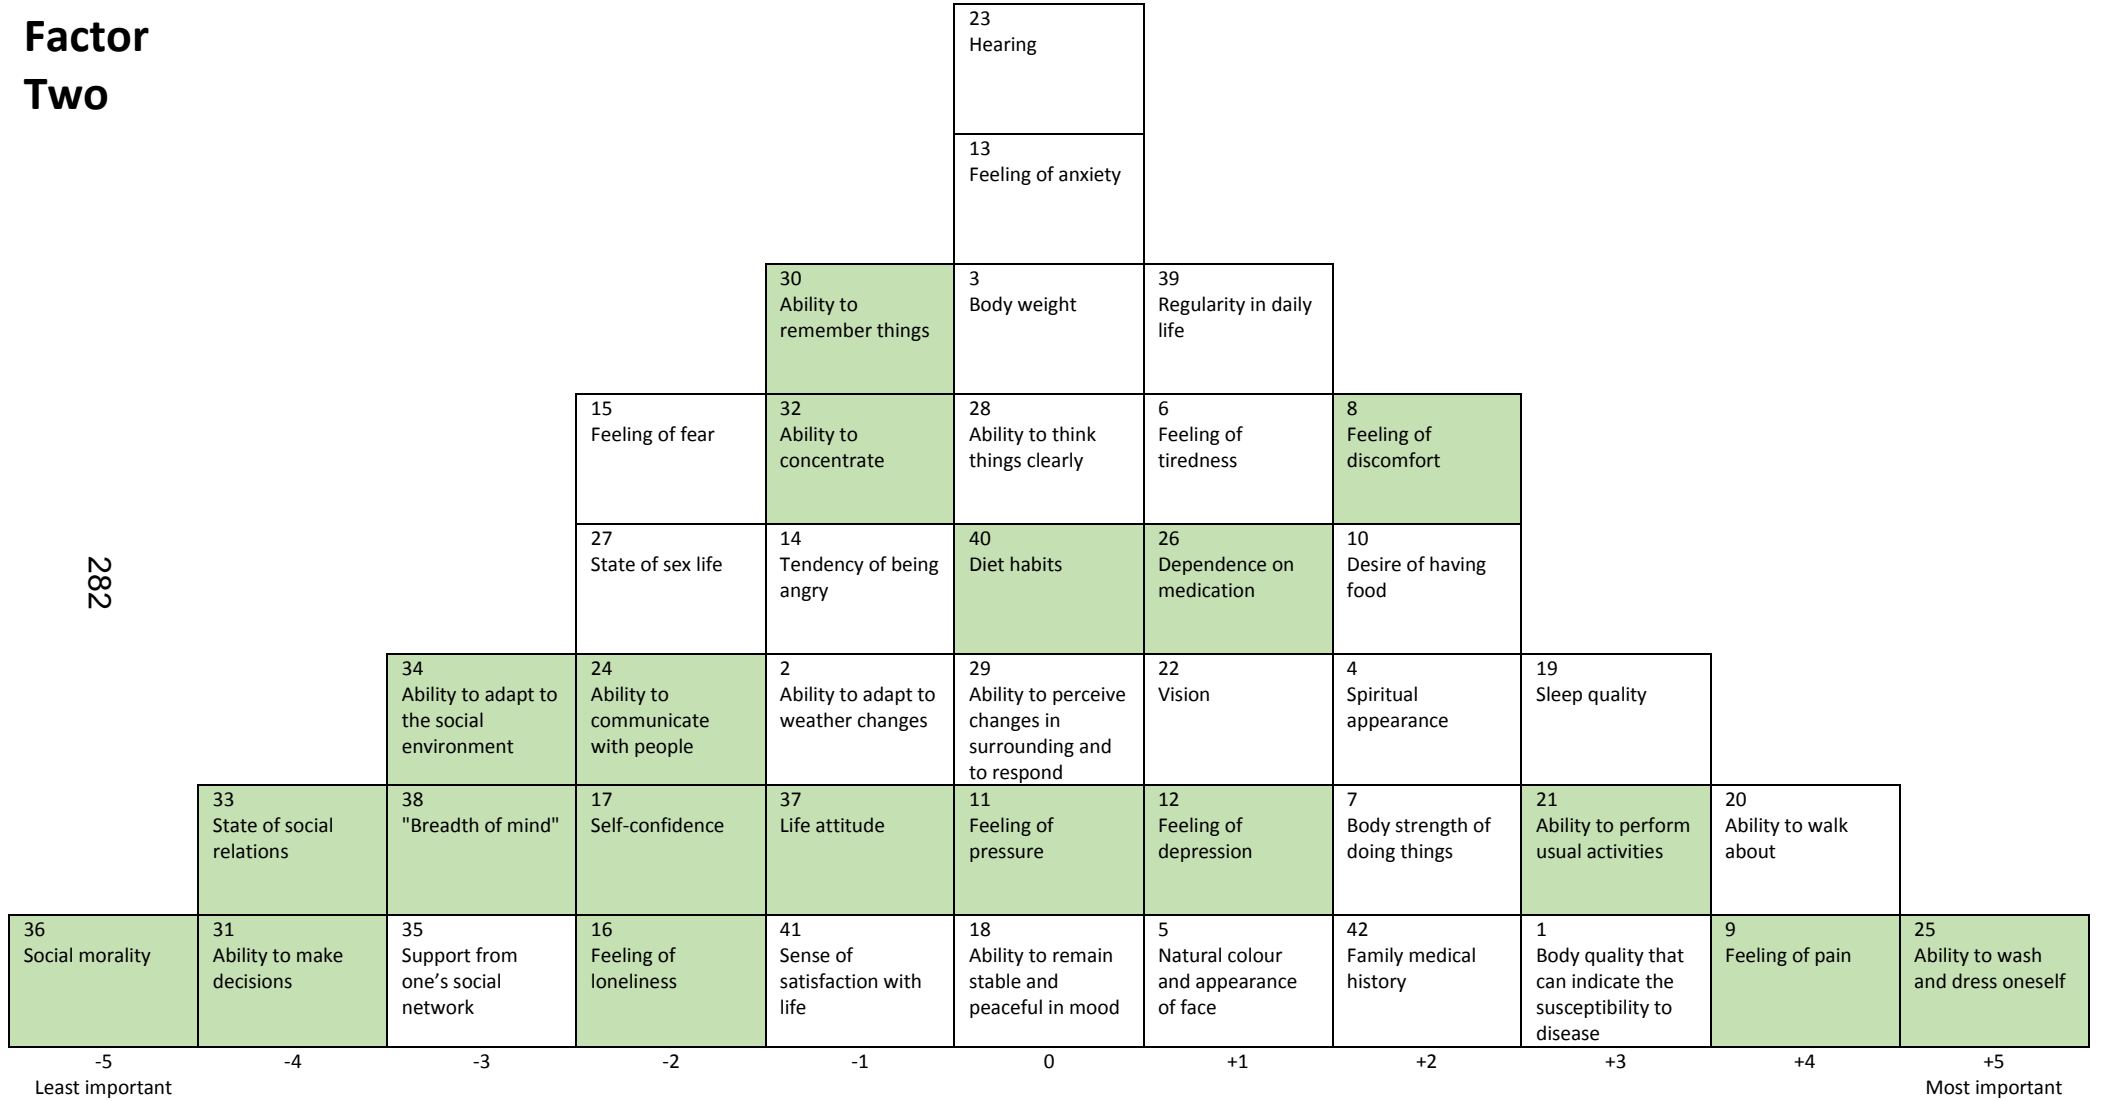 Factor
Two
23
Hearing
13
Feeling of anxiety
30
Ability to
remember things
3
Body weight
39
Regularity in daily
life
15
Feeling of fear
32
Ability to
concentrate
28
Ability to think
things clearly
6
Feeling of
tiredness
8
Feeling of
discomfort
282
27
State of sex life
14
Tendency of being
angry
40
Diet habits
26
Dependence on
medication
10
Desire of having
food
34
Ability to adapt to
the social
environment
24
Ability to
communicate
with people
2
Ability to adapt to
weather changes
29
Ability to perceive
changes in
surrounding and
to respond
22
Vision
4
Spiritual
appearance
19
Sleep quality
33
State of social
relations
38
"Breadth of mind"
17
Self-confidence
37
Life attitude
11
Feeling of
pressure
12
Feeling of
depression
7
Body strength of
doing things
21
Ability to perform
usual activities
20
Ability to walk
about
36
Social morality
31
Ability to make
decisions
35
Support from
one’s social
network
16
Feeling of
loneliness
41
Sense of
satisfaction with
life
18
Ability to remain
stable and
peaceful in mood
5
Natural colour
and appearance
of face
42
Family medical
history
1
Body quality that
can indicate the
susceptibility to
disease
9
Feeling of pain
25
Ability to wash
and dress oneself
-5 -4 -3 -2 -1 0 +1 +2 +3 +4 +5
Least important Most important